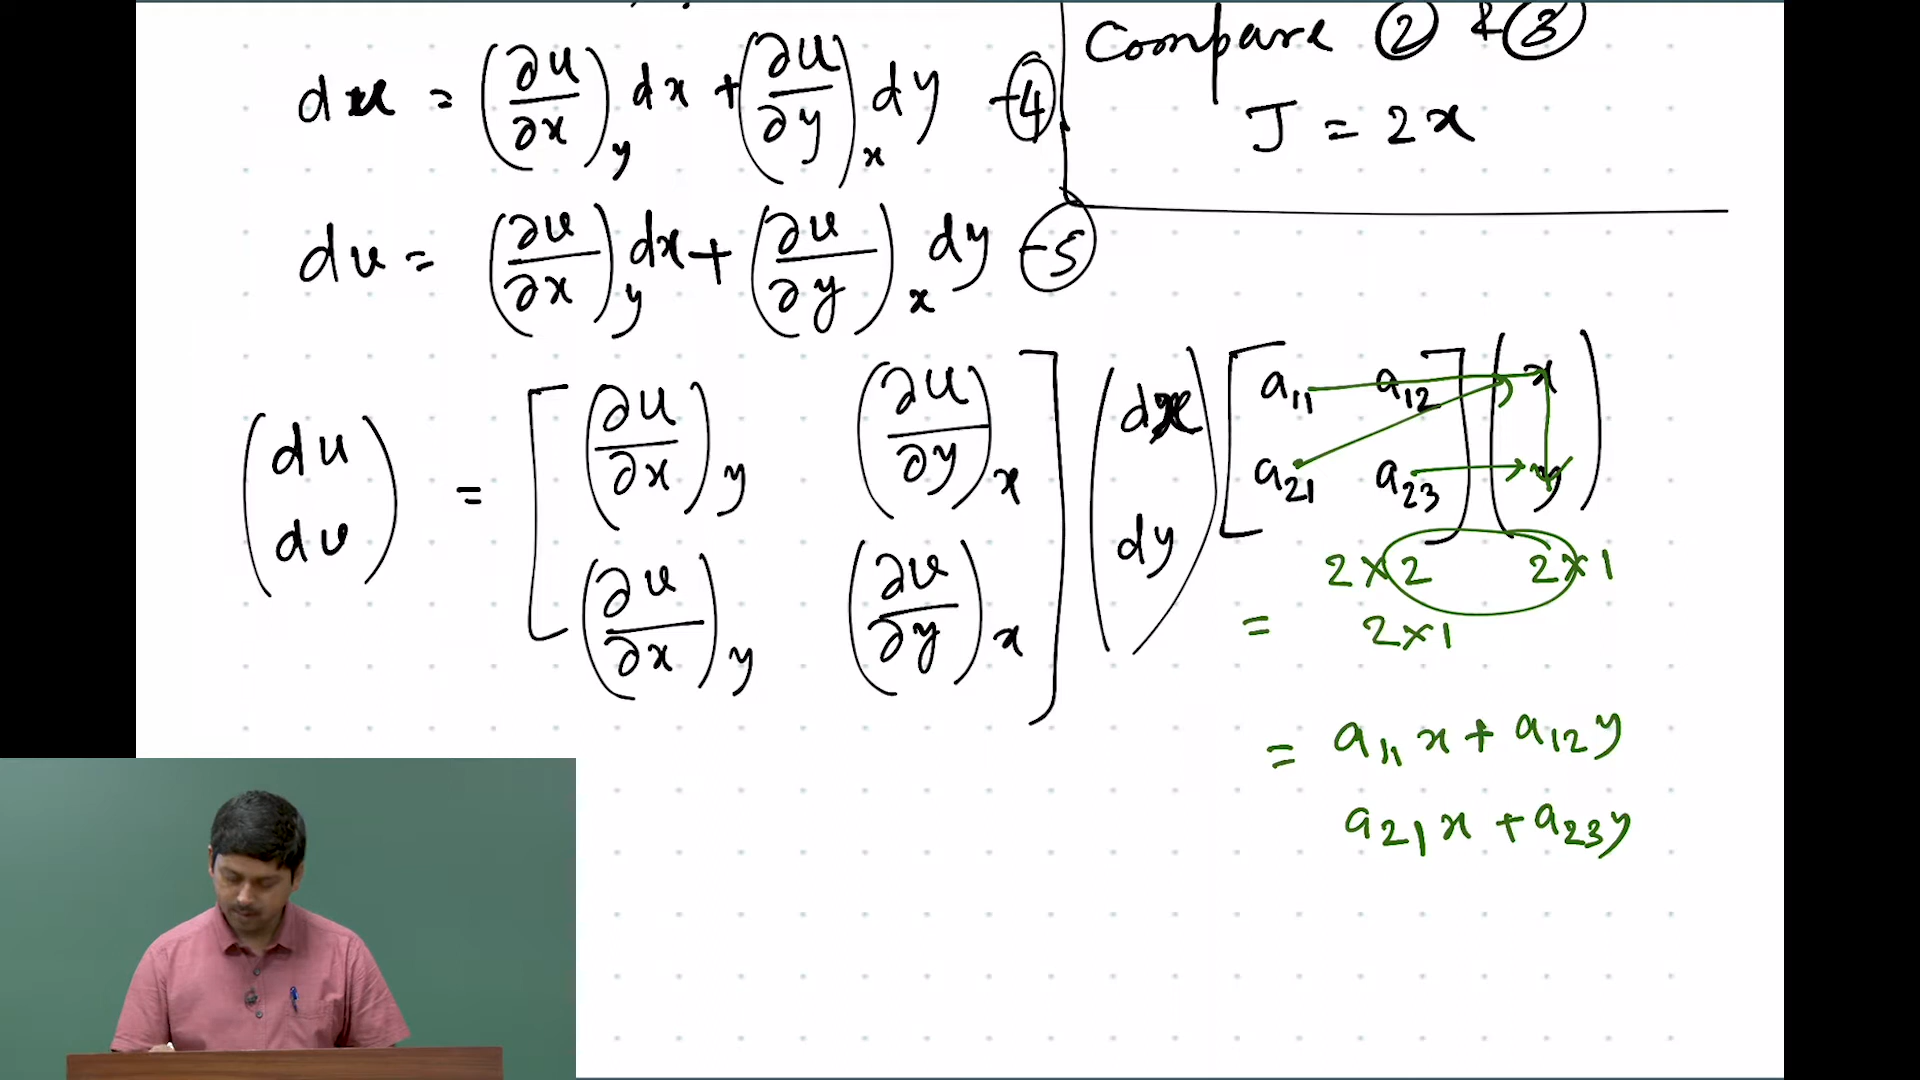 Compare ② & ③
J = 2x
du = (∂u/∂x)_y dx + (∂u/∂y)_x dy -④
dv = (∂v/∂x)_y dx + (∂v/∂y)_x dy -⑤
(du dv) = [(∂u/∂x)_y (∂u/∂y)_x (∂v/∂x)_y (∂v/∂y)_x] (dx dy)
[a₁₁ a₁₂ a₂₁ a₂₃] (x y)
2×2 2×1
= 2×1
= a₁₁x + a₁₂y
a₂₁x + a₂₃y